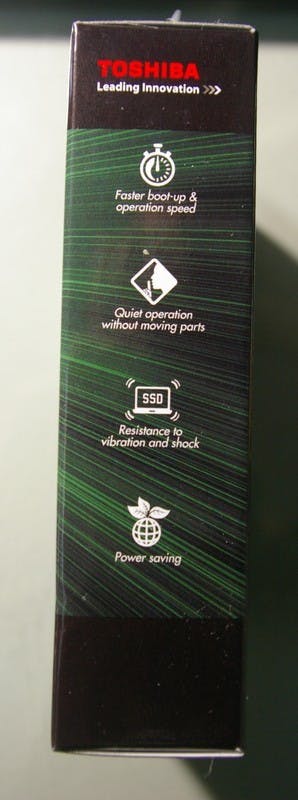 TOSHIBA
Leading Innovation >>>
Faster boot-up &
operation speed
Quiet operation
without moving parts
SSD
Resistance to
vibration and shock
Power saving